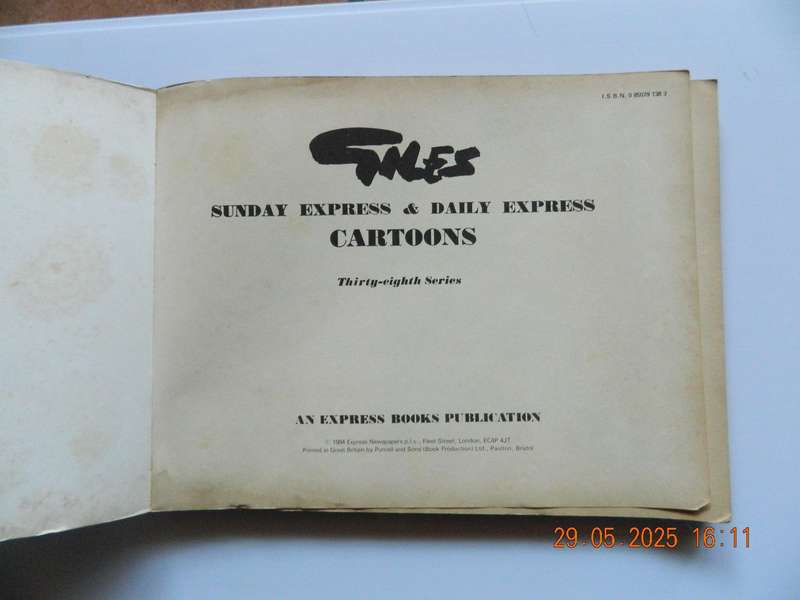 I.S.B.N. 0 85079 138 3
GILES
SUNDAY EXPRESS & DAILY EXPRESS
CARTOONS
Thirty-eighth Series
AN EXPRESS BOOKS PUBLICATION
© 1984 Express Newspapers p.l.c., Fleet Street, London, EC4P 4JT
Printed in Great Britain by Purnell and Sons (Book Production) Ltd., Paulton, Bristol
29.05.2025 16:11